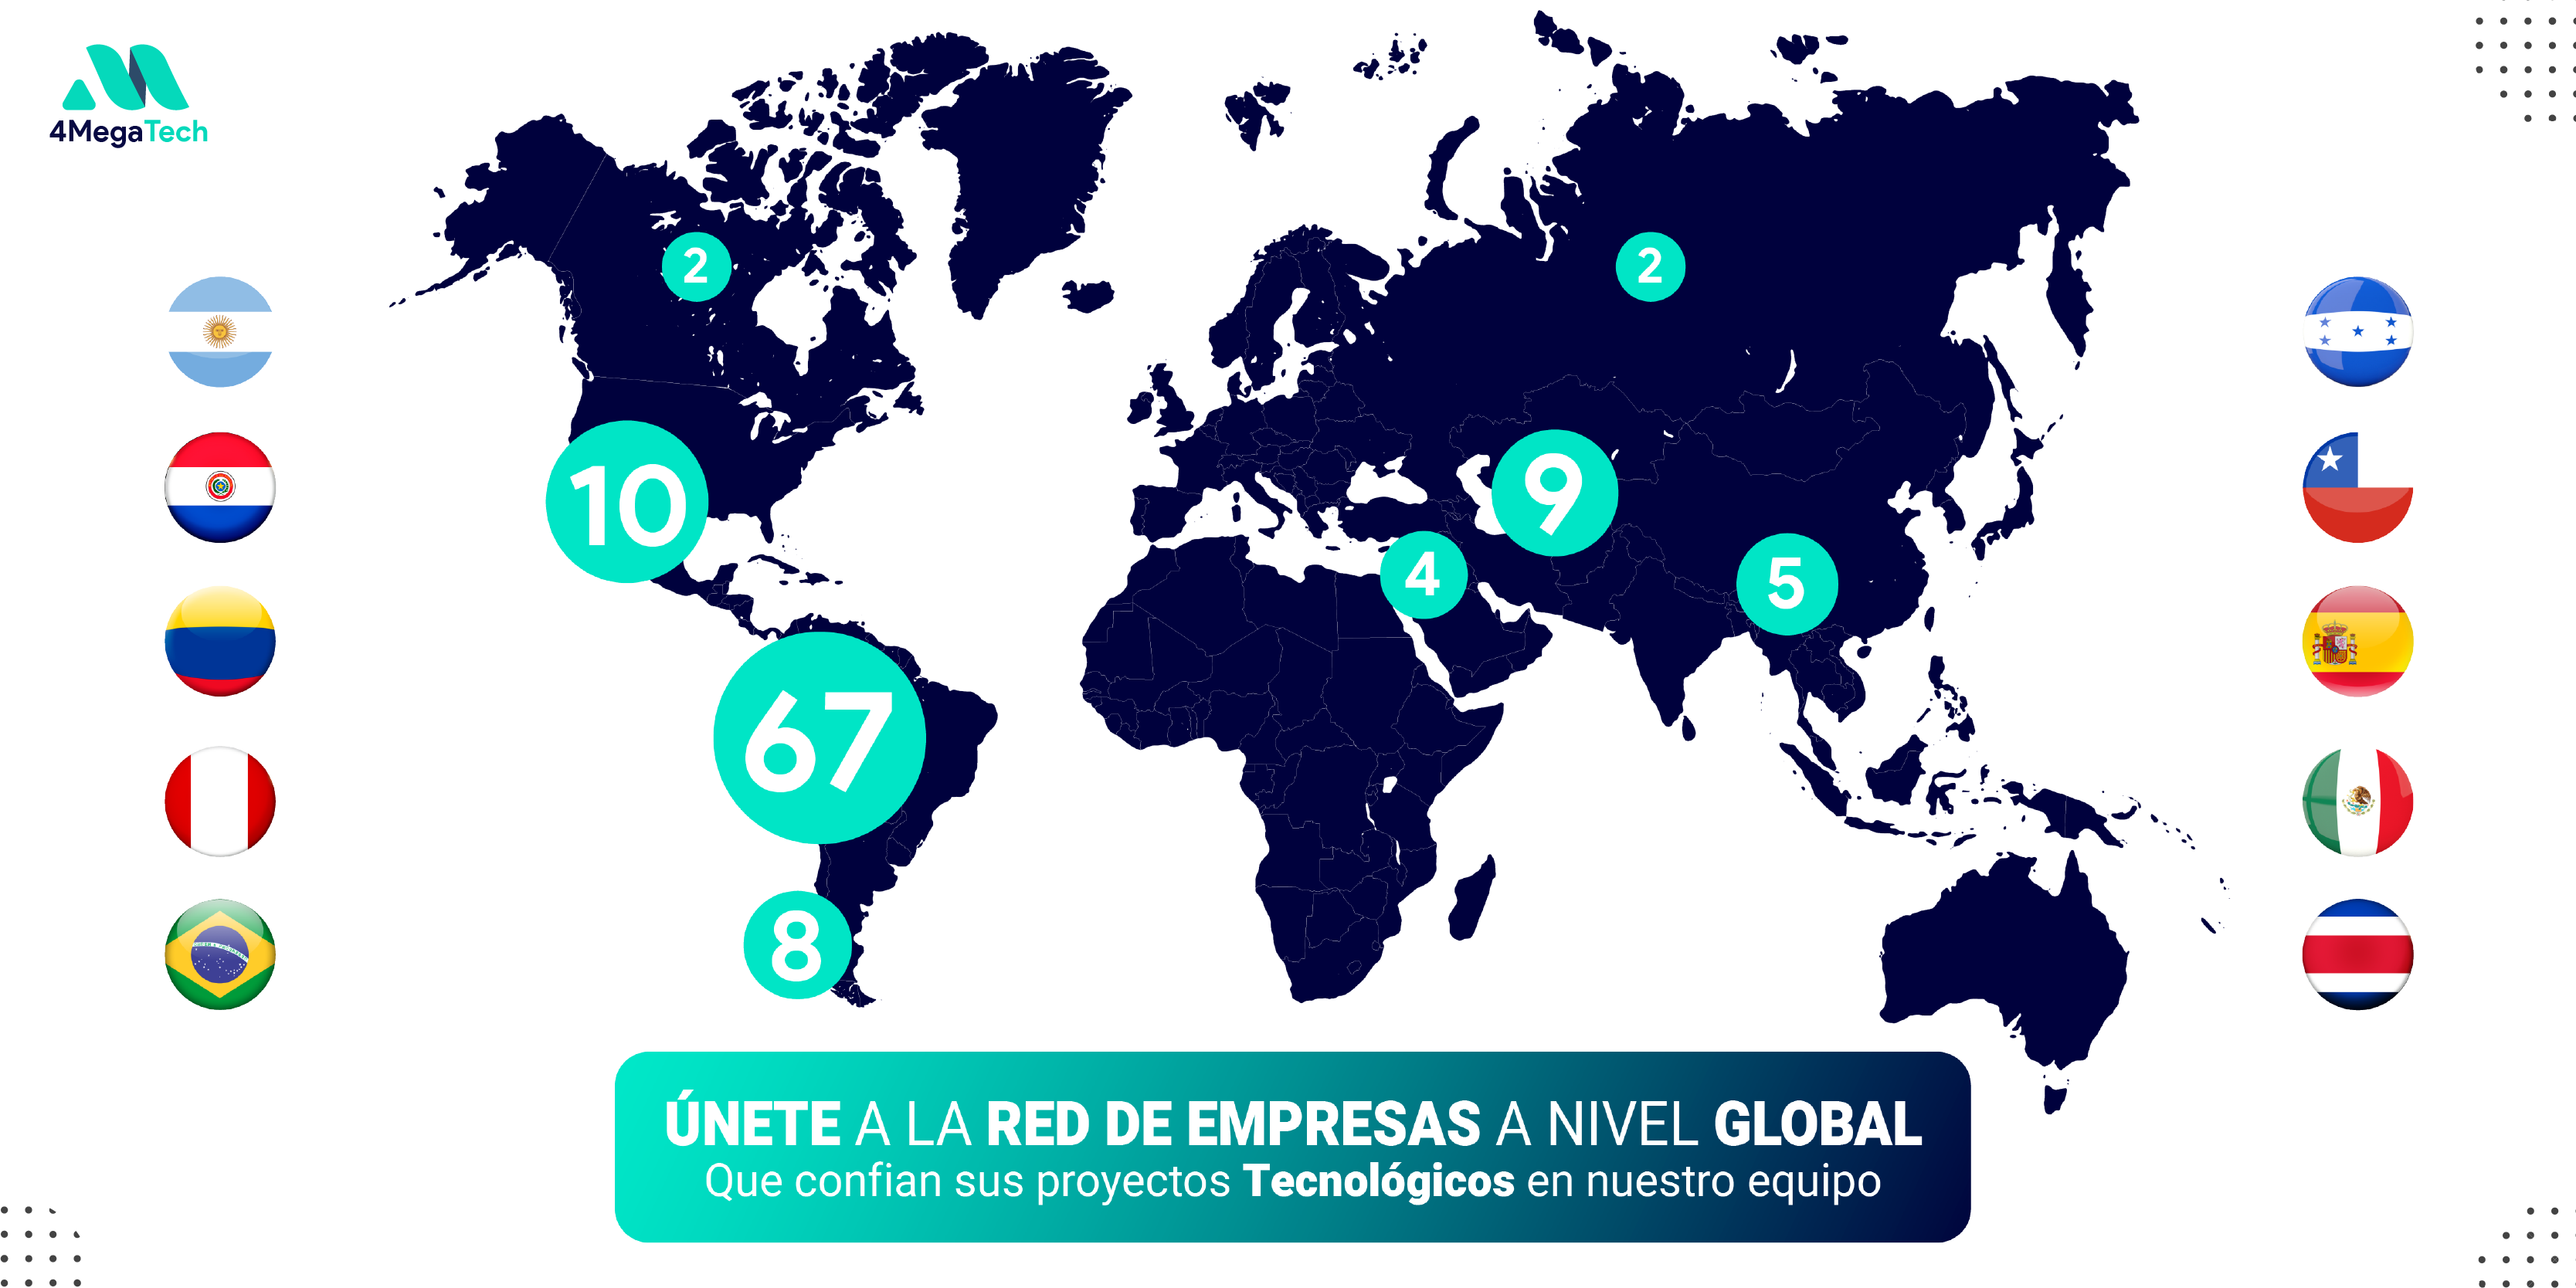 4MegaTech
2
2
10
9
4
5
67
8
ÚNETE A LA RED DE EMPRESAS A NIVEL GLOBAL
Que confian sus proyectos Tecnológicos en nuestro equipo